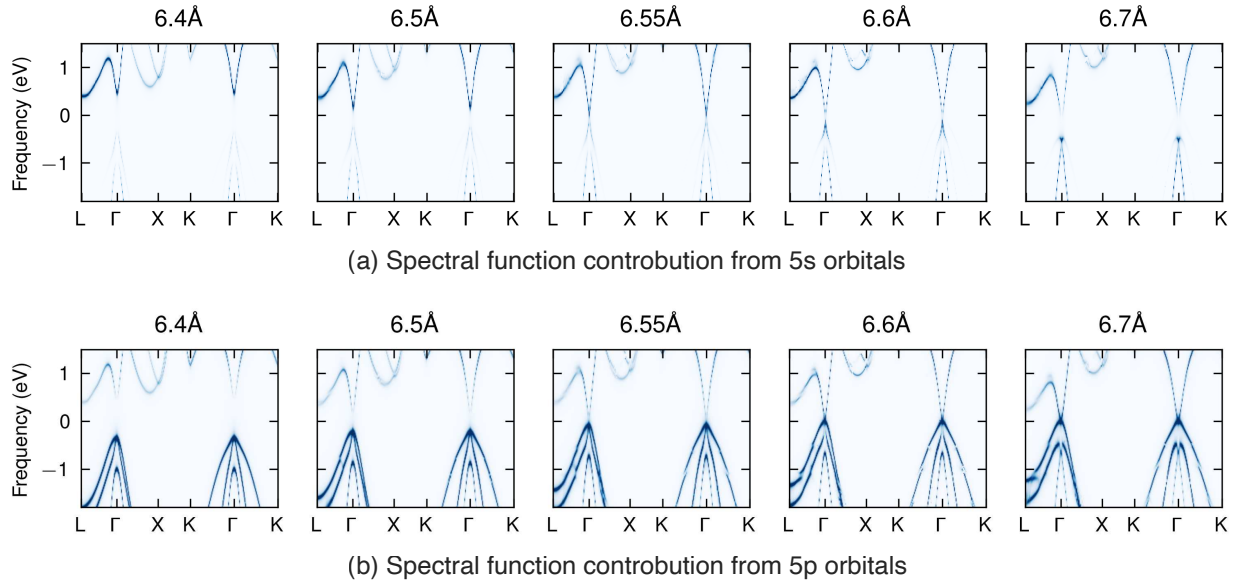 6.4Å 6.5Å 6.55Å 6.6Å 6.7Å
Frequency (eV)
1
0
−1
L Γ X K Γ K L Γ X K Γ K L Γ X K Γ K L Γ X K Γ K L Γ X K Γ K
(a) Spectral function controbution from 5s orbitals
6.4Å 6.5Å 6.55Å 6.6Å 6.7Å
Frequency (eV)
1
0
−1
L Γ X K Γ K L Γ X K Γ K L Γ X K Γ K L Γ X K Γ K L Γ X K Γ K
(b) Spectral function controbution from 5p orbitals